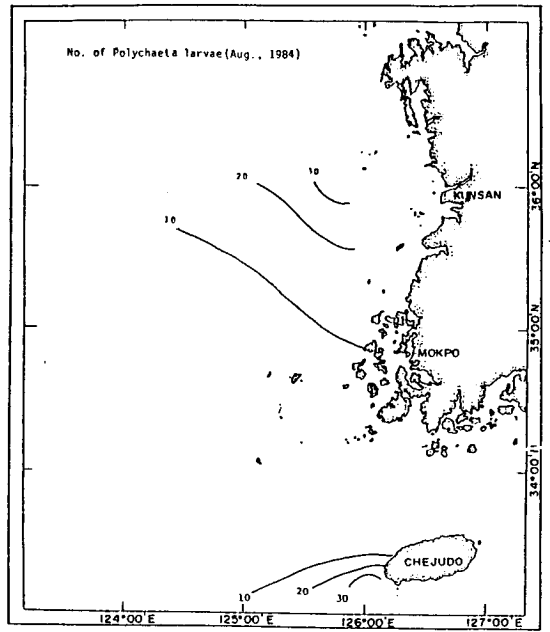 No. of Polychaeta larvae(Aug., 1984)
20
30
36°00'N
KUNSAN
10
35°00'N
MOKPO
34°00'N
CHEJUDO
10
20
30
124°00'E
125°00'E
126°00'E
127°00'E